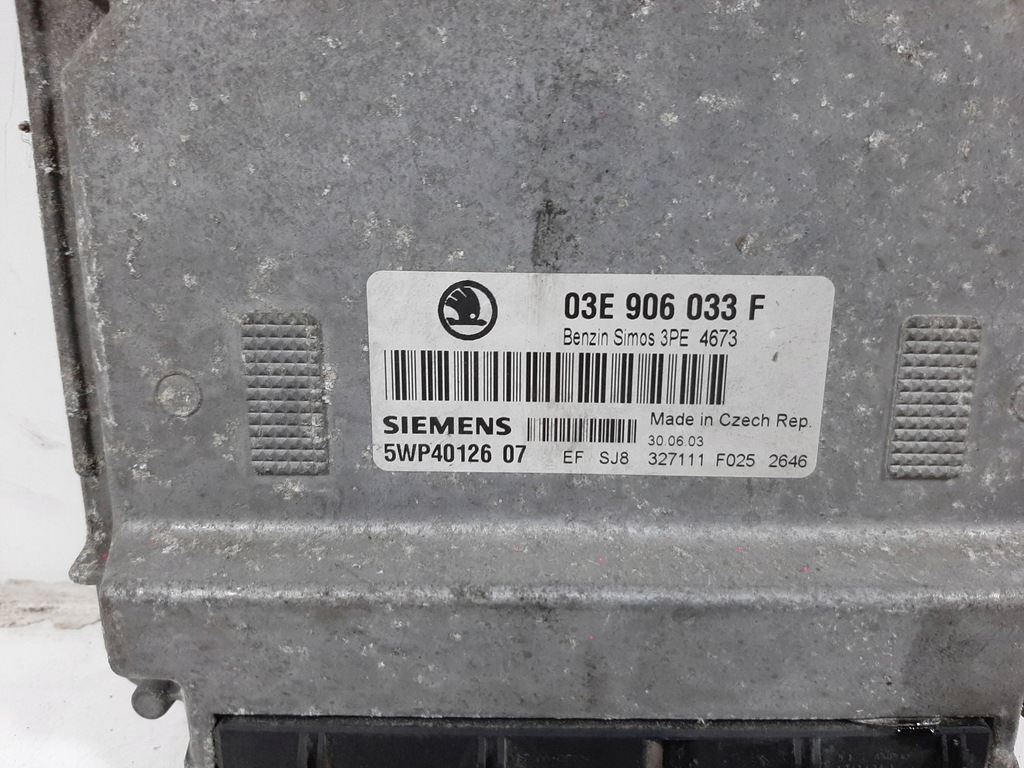 03E 906 033 F
Benzin Simos 3PE 4673
SIEMENS Made in Czech Rep.
30.06.03
5WP40126 07 EF SJ8 327111 F025 2646